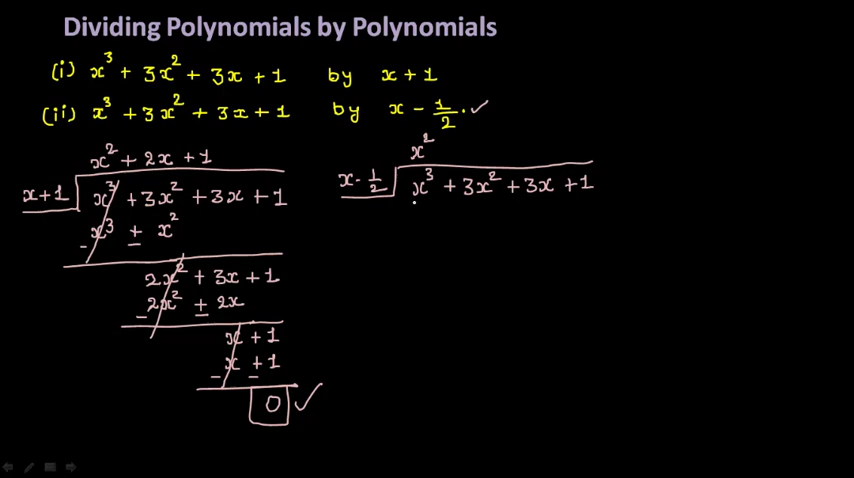 Dividing Polynomials by Polynomials
(i) x³ + 3x² + 3x + 1 by x + 1
(ii) x³ + 3x² + 3x + 1 by x - 1/2 . ✓
x² + 2x + 1
x+1 x³ + 3x² + 3x + 1
- x³ ± x²
2x² + 3x + 1
- 2x² ± 2x
x + 1
x + 1
- -
0 ✓
x²
x - 1/2 x³ + 3x² + 3x + 1